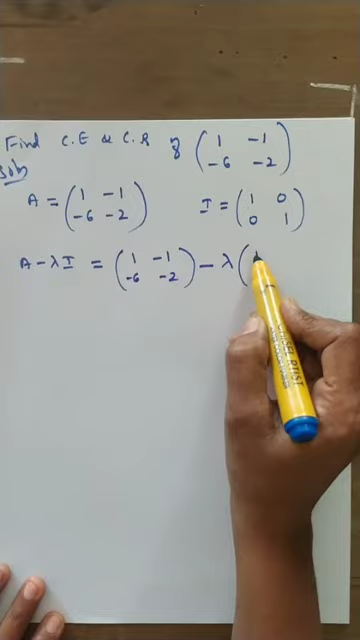 Find C.E & C.R of (1 -1
-6 -2)
Soln
A = (1 -1
-6 -2) I = (1 0
0 1)
A - λI = (1 -1
-6 -2) - λ (1